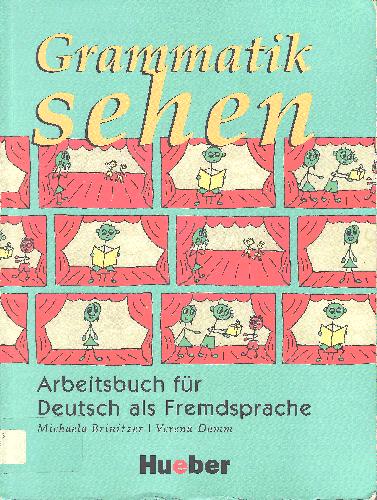 Grammatik
sehen
Arbeitsbuch für
Deutsch als Fremdsprache
Michaela Brinitzer | Verena Damm
Hueber